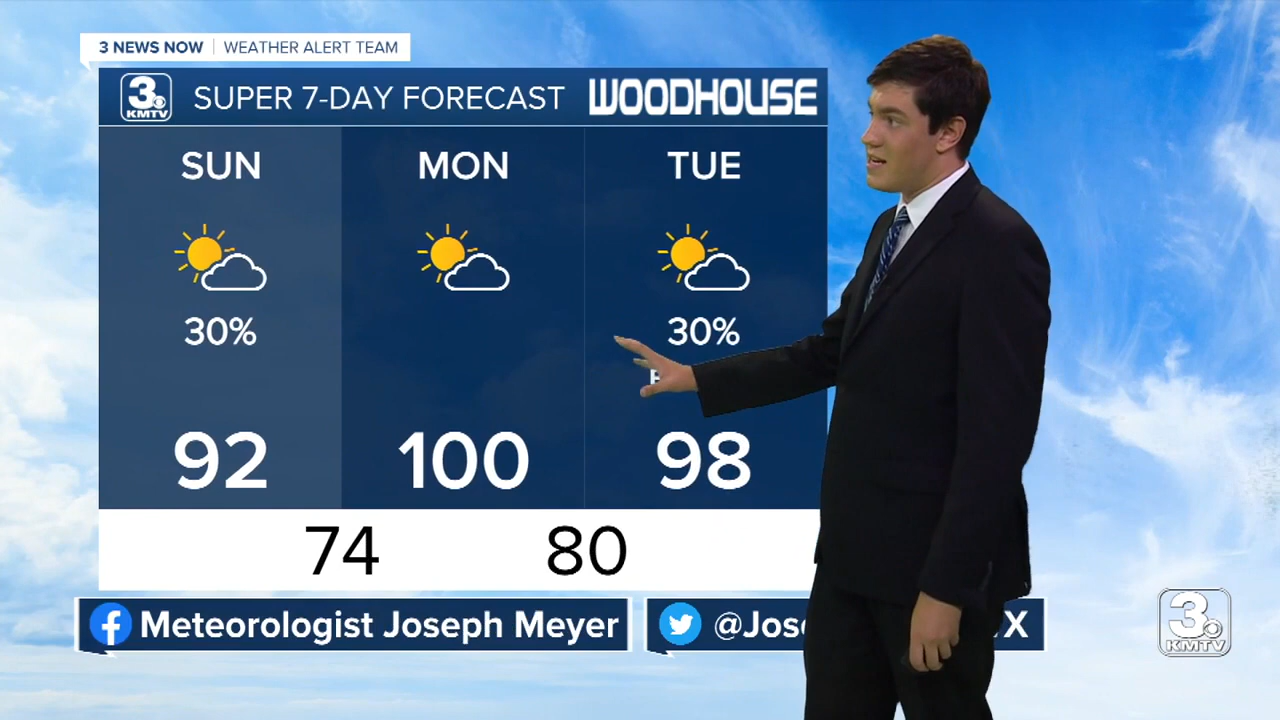 3 NEWS NOW | WEATHER ALERT TEAM
3 KMTV SUPER 7-DAY FORECAST WOODHOUSE
SUN MON TUE
30% 30%
92 100 98
74 80
Meteorologist Joseph Meyer
3 KMTV